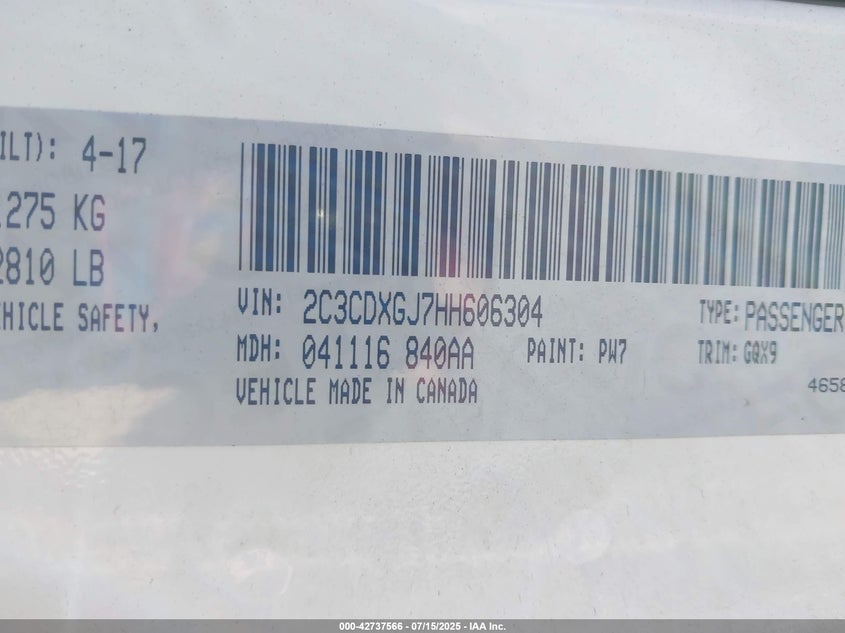 ILT): 4-17
275 KG
2810 LB
HICLE SAFETY,
VIN: 2C3CDXGJ7HH606304
TYPE: PASSENGER
MDH: 041116 840AA
PAINT: PW7
TRIM: GQX9
VEHICLE MADE IN CANADA
4658
000-42737566 - 07/15/2025 - IAA Inc.